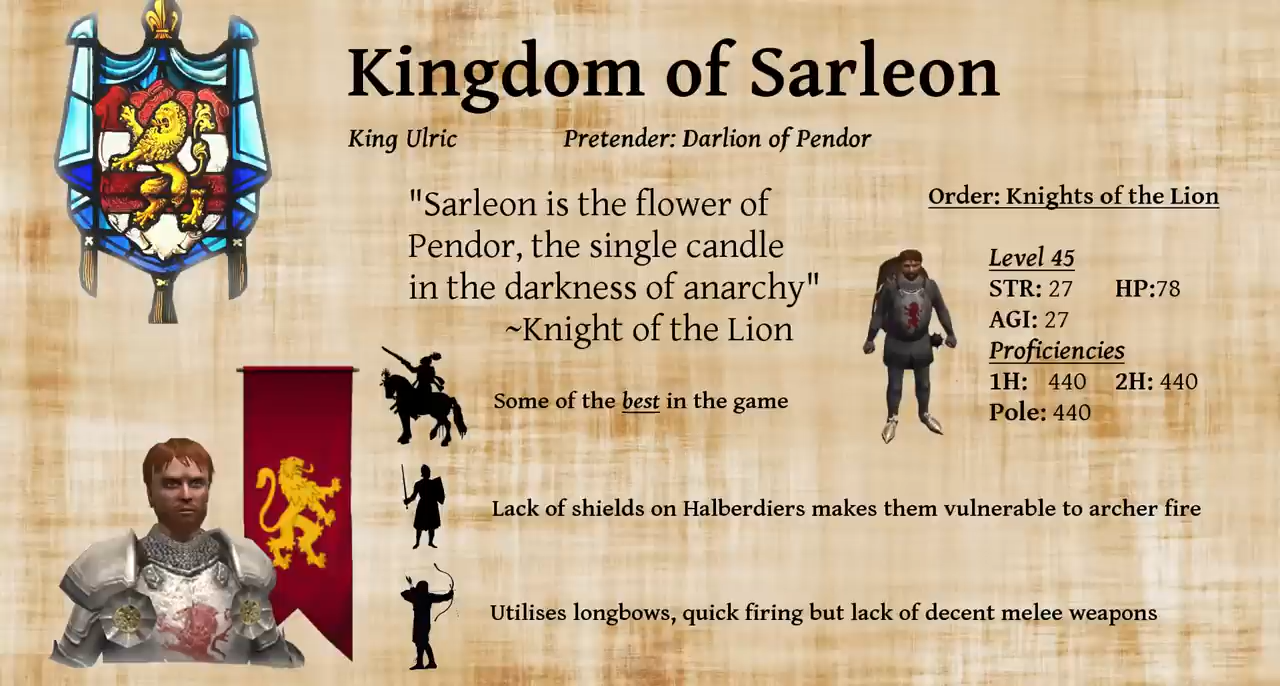 Kingdom of Sarleon
King Ulric
Pretender: Darlion of Pendor
"Sarleon is the flower of
Pendor, the single candle
in the darkness of anarchy"
~Knight of the Lion
Order: Knights of the Lion
Level 45
STR: 27 HP:78
AGI: 27
Proficiencies
1H: 440 2H: 440
Pole: 440
Some of the best in the game
Lack of shields on Halberdiers makes them vulnerable to archer fire
Utilises longbows, quick firing but lack of decent melee weapons